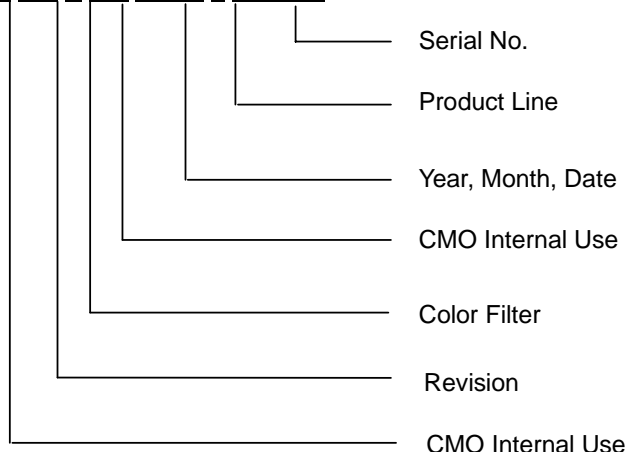 Serial No.
Product Line
Year, Month, Date
CMO Internal Use
Color Filter
Revision
CMO Internal Use